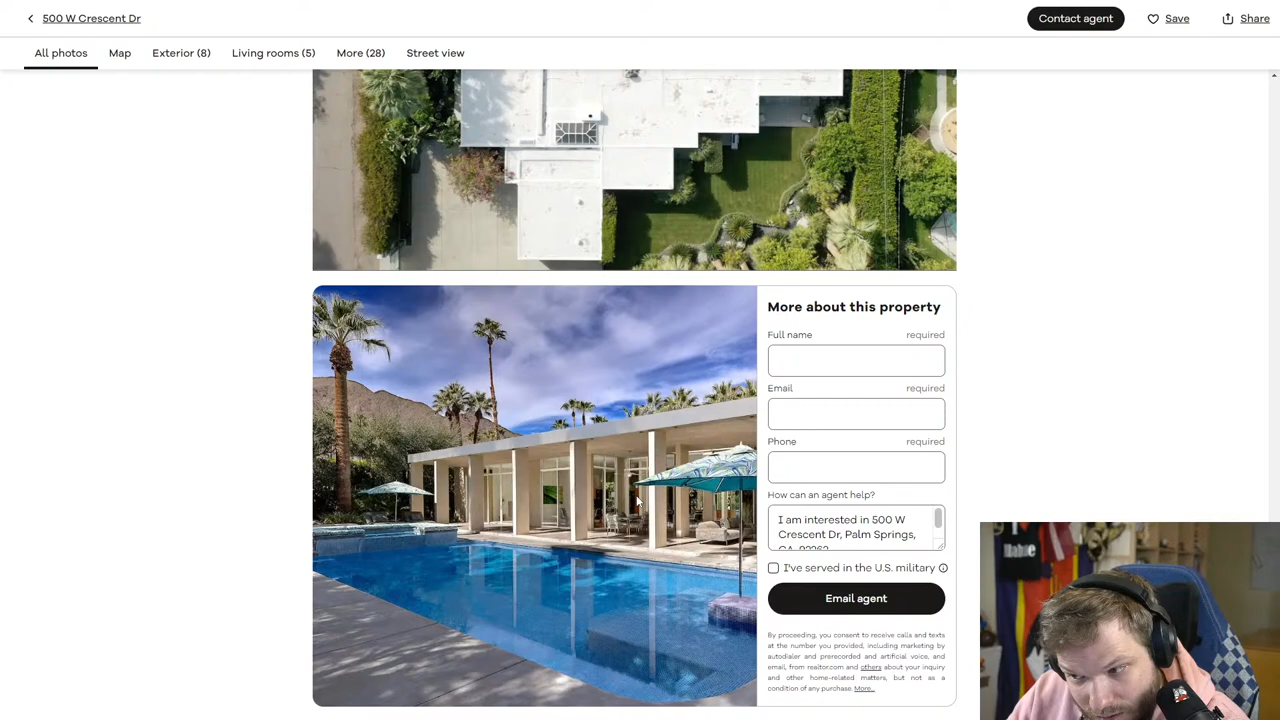 500 W Crescent Dr
Contact agent
Save
Share
All photos
Map
Exterior (8)
Living rooms (5)
More (28)
Street view
More about this property
Full name required
Email required
Phone required
How can an agent help?
I am interested in 500 W
Crescent Dr, Palm Springs,
CA, 92262
I've served in the U.S. military
Email agent
By proceeding, you consent to receive calls and texts
at the number you provided, including marketing by
autodialer and prerecorded and artificial voice, and
email, from realtor.com and others about your inquiry
and other home-related matters, but not as a
condition of any purchase. More...